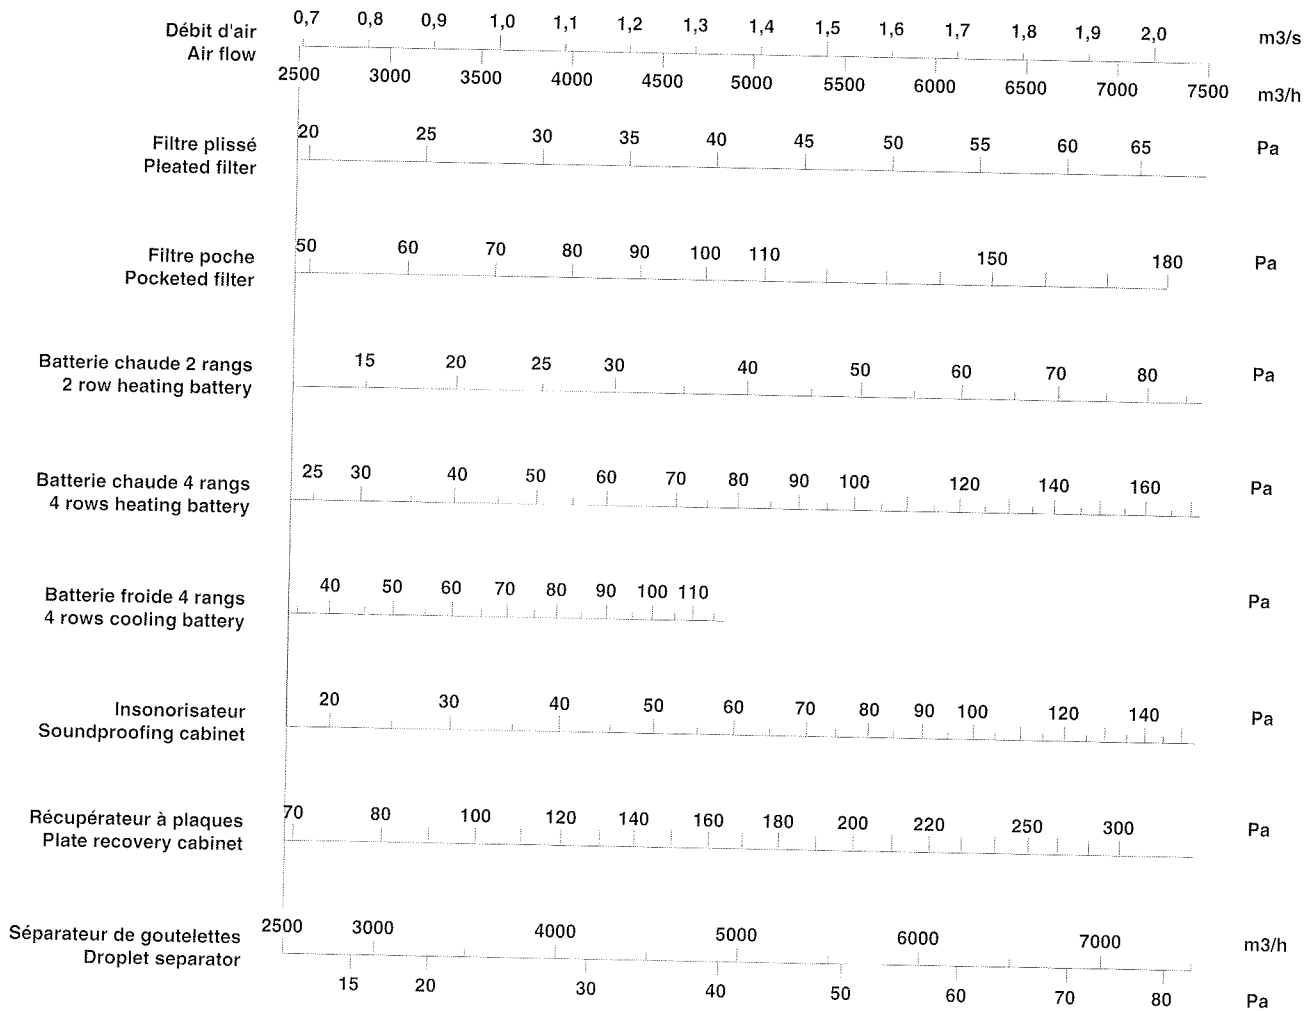 0,7 0,8 0,9 1,0 1,1 1,2 1,3 1,4 1,5 1,6 1,7 1,8 1,9 2,0
Débit d'air m3/s
Air flow
2500 3000 3500 4000 4500 5000 5500 6000 6500 7000 7500 m3/h
20 25 30 35 40 45 50 55 60 65
Filtre plissé Pa
Pleated filter
50 60 70 80 90 100 110 150 180
Filtre poche Pa
Pocketed filter
15 20 25 30 40 50 60 70 80
Batterie chaude 2 rangs Pa
2 row heating battery
25 30 40 50 60 70 80 90 100 120 140 160
Batterie chaude 4 rangs Pa
4 rows heating battery
40 50 60 70 80 90 100 110
Batterie froide 4 rangs Pa
4 rows cooling battery
20 30 40 50 60 70 80 90 100 120 140
Insonorisateur Pa
Soundproofing cabinet
70 80 100 120 140 160 180 200 220 250 300
Récupérateur à plaques Pa
Plate recovery cabinet
2500 3000 4000 5000 6000 7000
Séparateur de goutelettes m3/h
Droplet separator
15 20 30 40 50 60 70 80 Pa